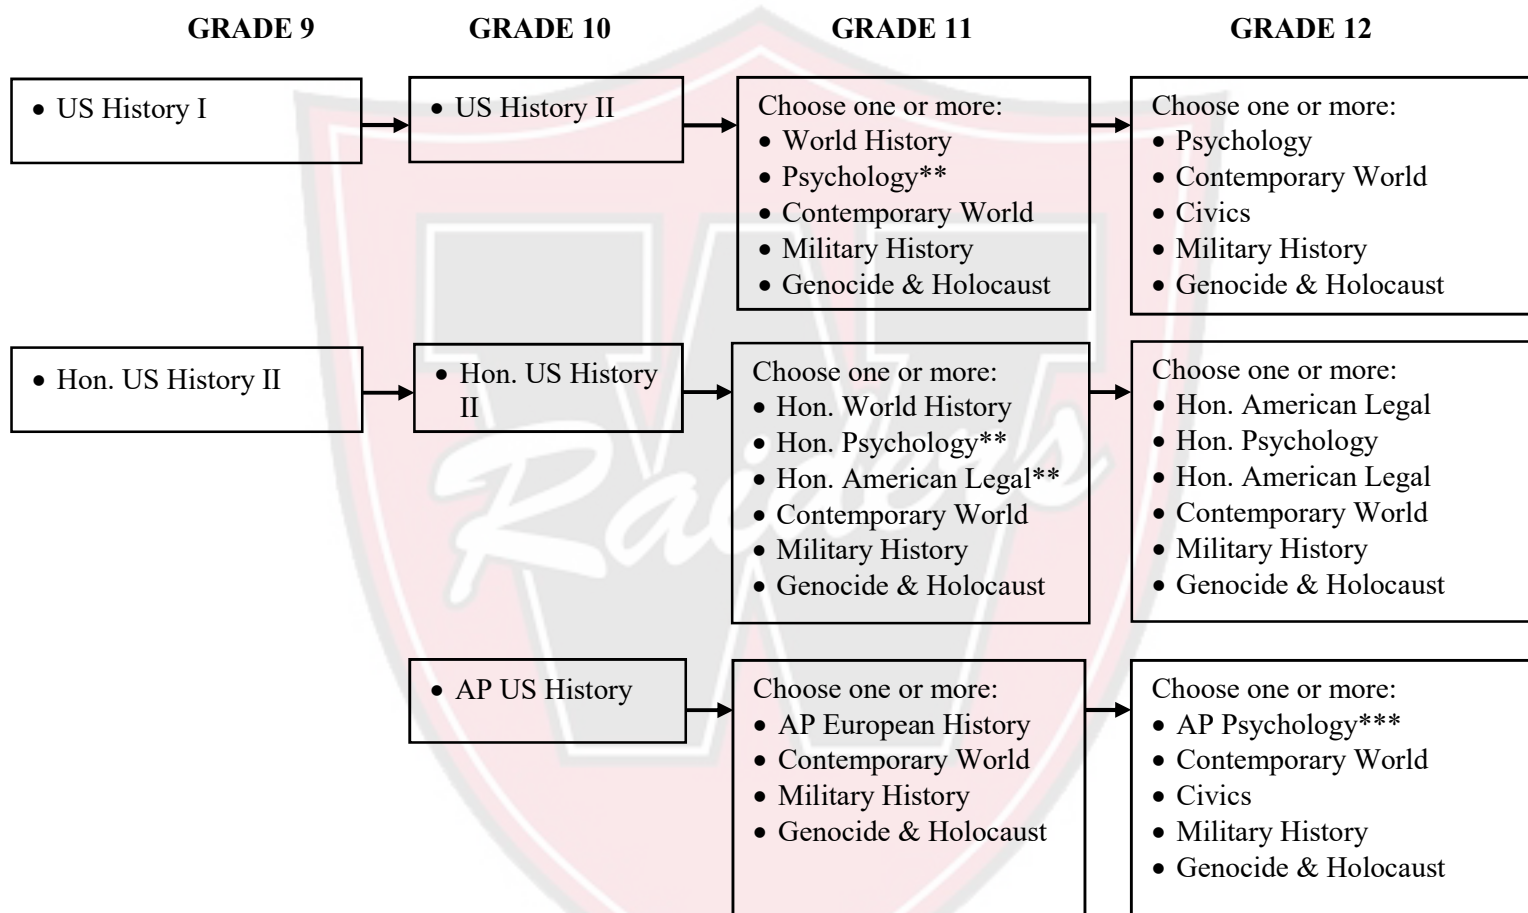 GRADE 9 GRADE 10 GRADE 11 GRADE 12
• US History I
• US History II
Choose one or more:
• World History
• Psychology**
• Contemporary World
• Military History
• Genocide & Holocaust
Choose one or more:
• Psychology
• Contemporary World
• Civics
• Military History
• Genocide & Holocaust
• Hon. US History II
• Hon. US History
II
Choose one or more:
• Hon. World History
• Hon. Psychology**
• Hon. American Legal**
• Contemporary World
• Military History
• Genocide & Holocaust
Choose one or more:
• Hon. American Legal
• Hon. Psychology
• Hon. American Legal
• Contemporary World
• Military History
• Genocide & Holocaust
• AP US History
Choose one or more:
• AP European History
• Contemporary World
• Military History
• Genocide & Holocaust
Choose one or more:
• AP Psychology***
• Contemporary World
• Civics
• Military History
• Genocide & Holocaust
W
Raiders